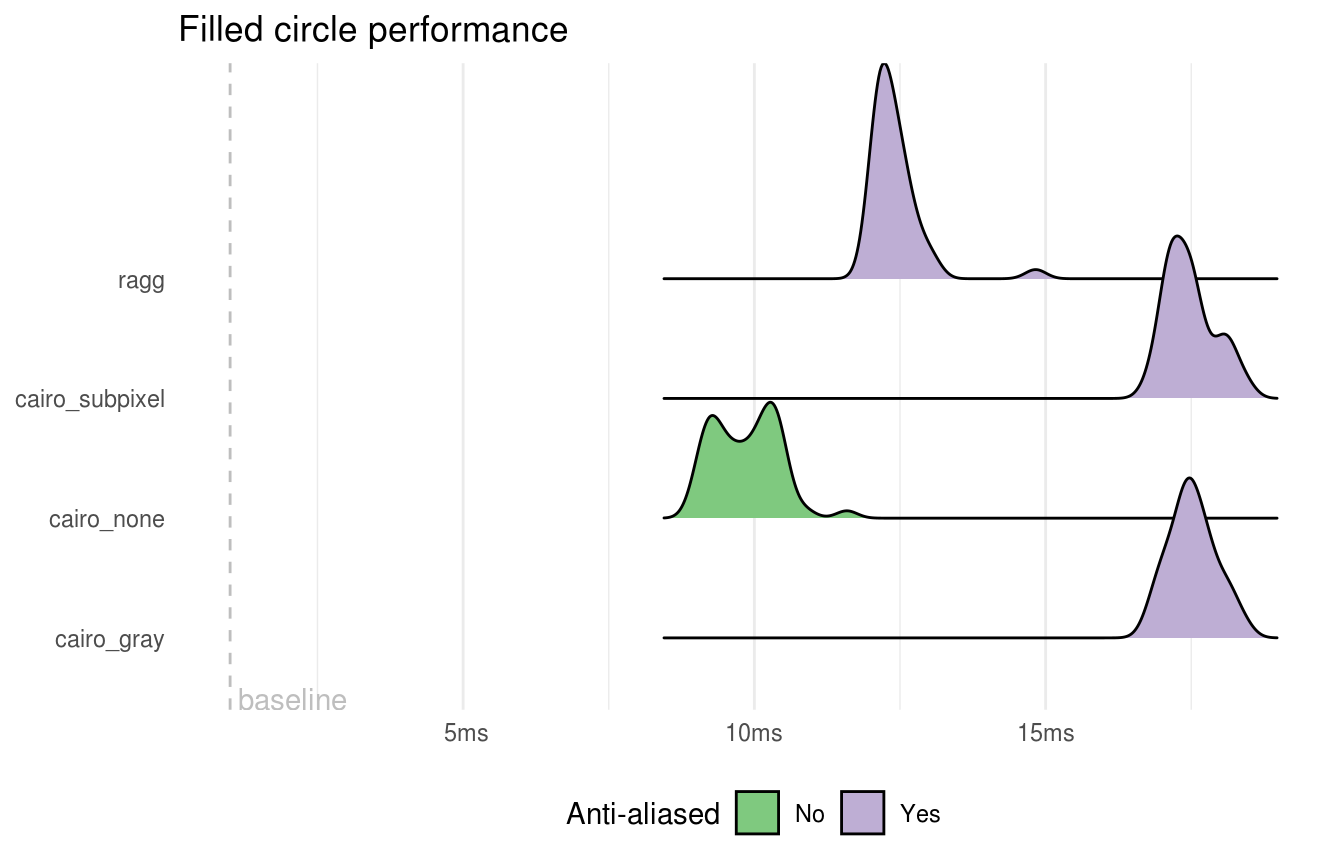 Filled circle performance
ragg
cairo_subpixel
cairo_none
cairo_gray
baseline
5ms 10ms 15ms
Anti-aliased No Yes